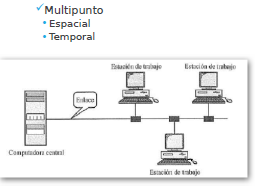 ✓Multipunto
• Espacial
• Temporal
Estación de trabajo
Estación de trabajo
Enlace
Computadora central
Estación de trabajo